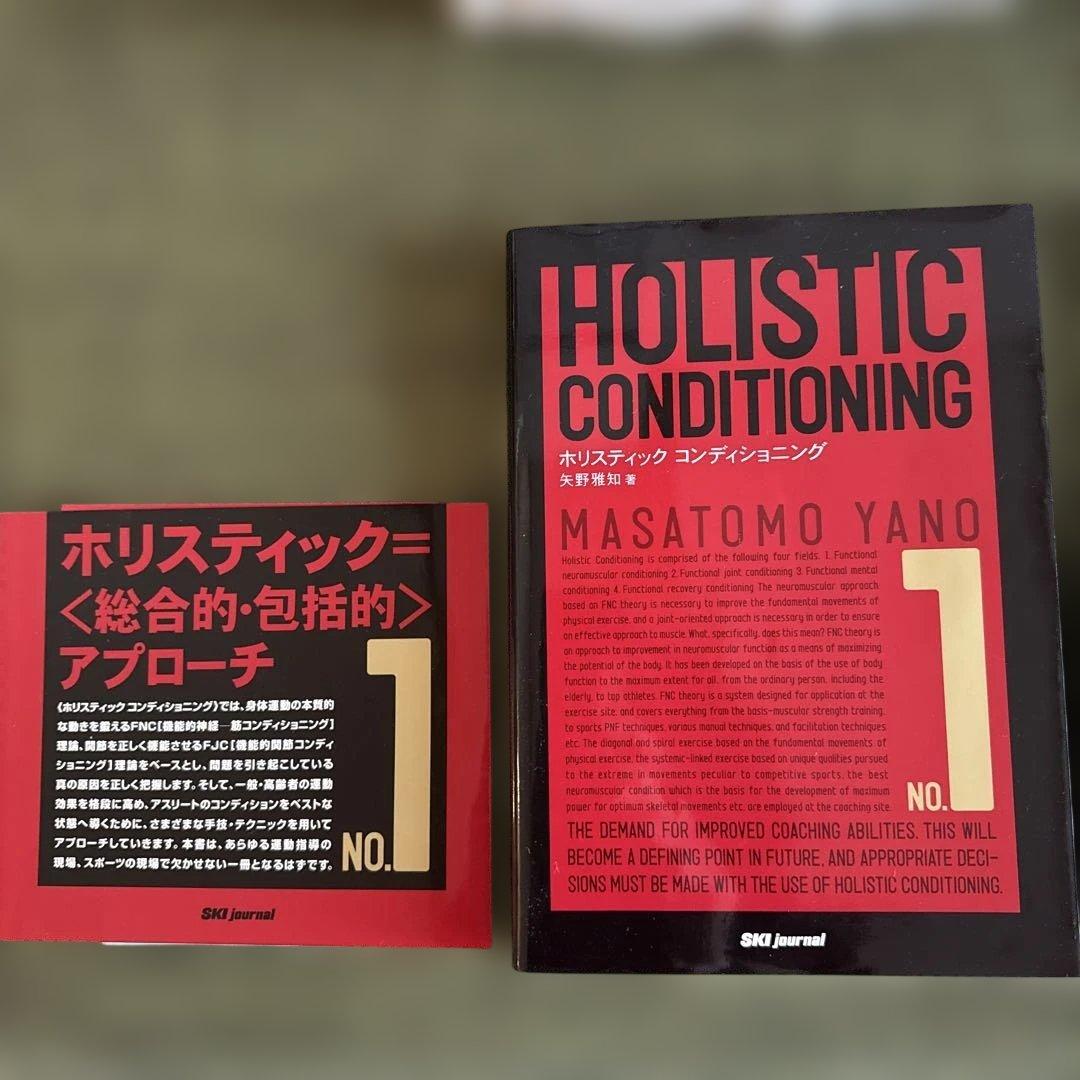 ホリスティック=
<総合的・包括的>
アプローチ
《ホリスティック コンディショニング》では、身体運動の本質的
な動きを鍛えるFNC[機能的神経―筋コンディショニング]
理論、関節を正しく機能させるFJC[機能的関節コンディ
ショニング]理論をベースとし、問題を引き起こしている
真の原因を正しく把握します。そして、一般・高齢者の運動
効果を格段に高め、アスリートのコンディションをベストな
状態へ導くために、さまざまな手技・テクニックを用いて
アプローチしていきます。本書は、あらゆる運動指導の
現場、スポーツの現場で欠かせない一冊となるはずです。
NO.1
SKI journal
HOLISTIC
CONDITIONING
ホリスティック コンディショニング
矢野雅知 著
MASATOMO YANO
Holistic Conditioning is comprised of the following four fields. 1. Functional
neuromuscular conditioning 2. Functional joint conditioning 3. Functional mental
conditioning 4. Functional recovery conditioning The neuromuscular approach
based on FNC theory is necessary to improve the fundamental movements of
physical exercise, and a joint-oriented approach is necessary in order to ensure
an effective approach to muscle. What, specifically, does this mean? FNC theory is
an approach to improvement in neuromuscular function as a means of maximizing
the potential of the body. It has been developed on the basis of the use of body
function to the maximum extent for all, from the ordinary person, including the
elderly, to top athletes. FNC theory is a system designed for application at the
exercise site, and covers everything from the basis-muscular strength training,
to sports PNF techniques, various manual techniques, and facilitation techniques
etc. The diagonal and spiral exercise based on the fundamental movements of
physical exercise, the systemic-linked exercise based on unique qualities pursued
to the extreme in movements peculiar to competitive sports, the best
neuromuscular condition which is the basis for the development of maximum
power for optimum skeletal movements etc. are employed at the coaching site.
NO.1
THE DEMAND FOR IMPROVED COACHING ABILITIES. THIS WILL
BECOME A DEFINING POINT IN FUTURE, AND APPROPRIATE DECI-
SIONS MUST BE MADE WITH THE USE OF HOLISTIC CONDITIONING.
SKI journal